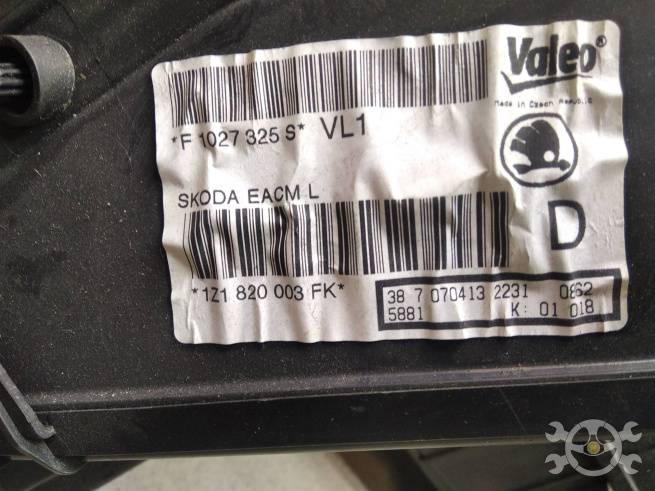 Valeo®
Made in Czech Republic
*F 1027 325 S* VL1
SKODA EACM L
D
*1Z1 820 003 FK*
38 7 070413 2231 0862
5881 K: 01 018